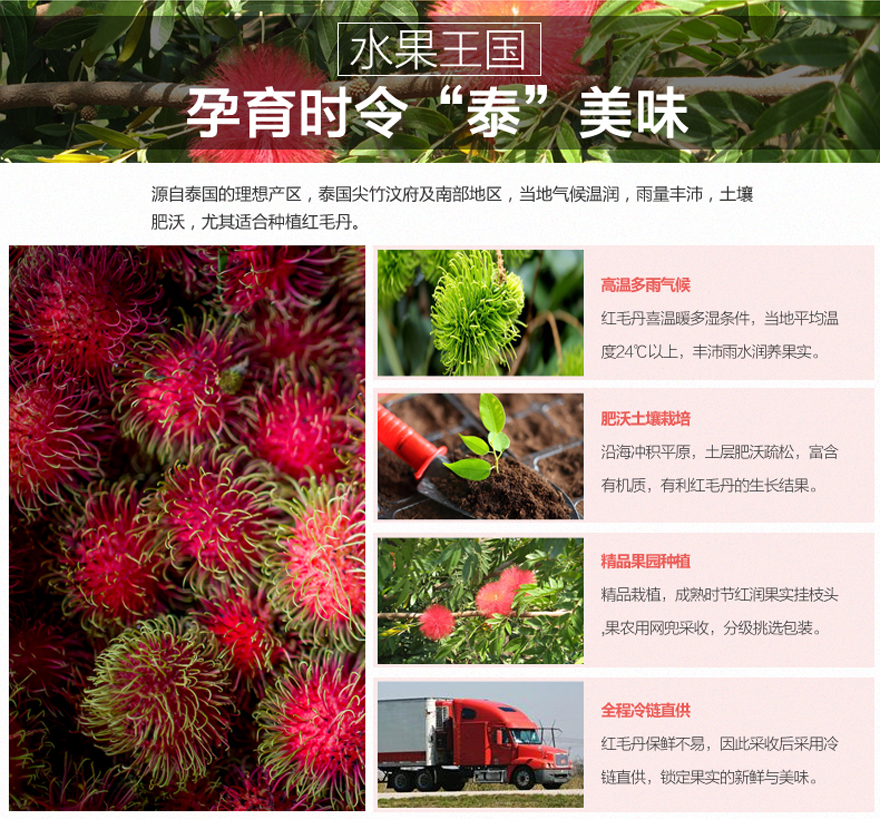 水果王国
孕育时令“泰”美味
源自泰国的理想产区，泰国尖竹汶府及南部地区，当地气候温润，雨量丰沛，土壤
肥沃，尤其适合种植红毛丹。
高温多雨气候
红毛丹喜温暖多湿条件，当地平均温
度24℃以上，丰沛雨水润养果实。
肥沃土壤栽培
沿海冲积平原，土层肥沃疏松，富含
有机质，有利红毛丹的生长结果。
精品果园种植
精品栽植，成熟时节红润果实挂枝头
,果农用网兜采收，分级挑选包装。
全程冷链直供
红毛丹保鲜不易，因此采收后采用冷
链直供，锁定果实的新鲜与美味。